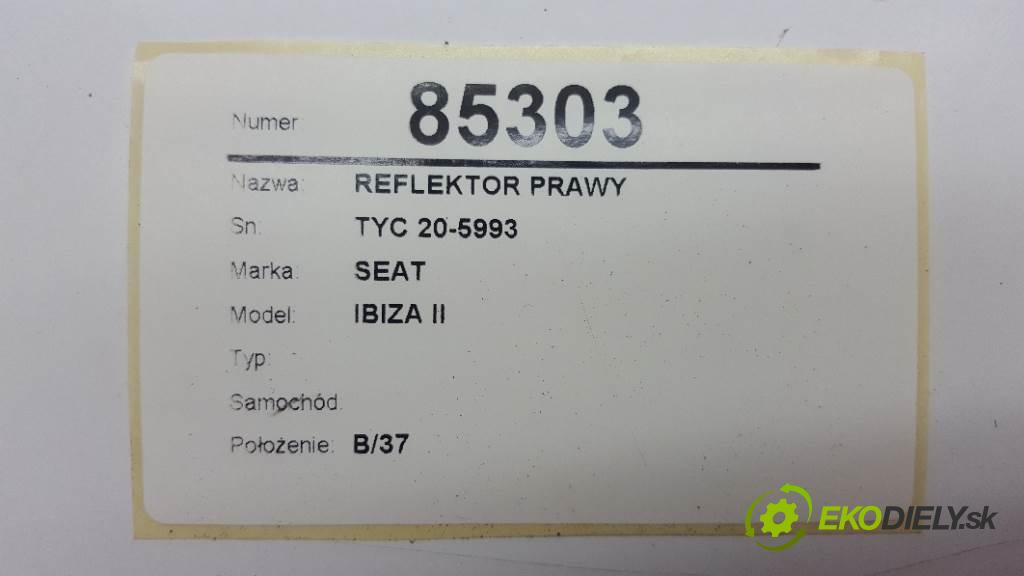 Numer: 85303
Nazwa: REFLEKTOR PRAWY
Sn: TYC 20-5993
Marka: SEAT
Model: IBIZA II
Typ:
Samochód:
Położenie: B/37
EKODIELY.sk